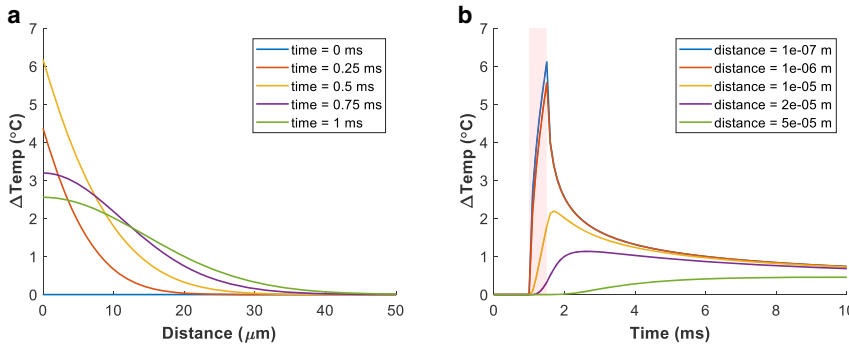 a
7
6
5
4
3
2
1
0
ΔTemp (°C)
time = 0 ms
time = 0.25 ms
time = 0.5 ms
time = 0.75 ms
time = 1 ms
0 10 20 30 40 50
Distance (μm)
b
7
6
5
4
3
2
1
0
ΔTemp (°C)
distance = 1e-07 m
distance = 1e-06 m
distance = 1e-05 m
distance = 2e-05 m
distance = 5e-05 m
0 2 4 6 8 10
Time (ms)